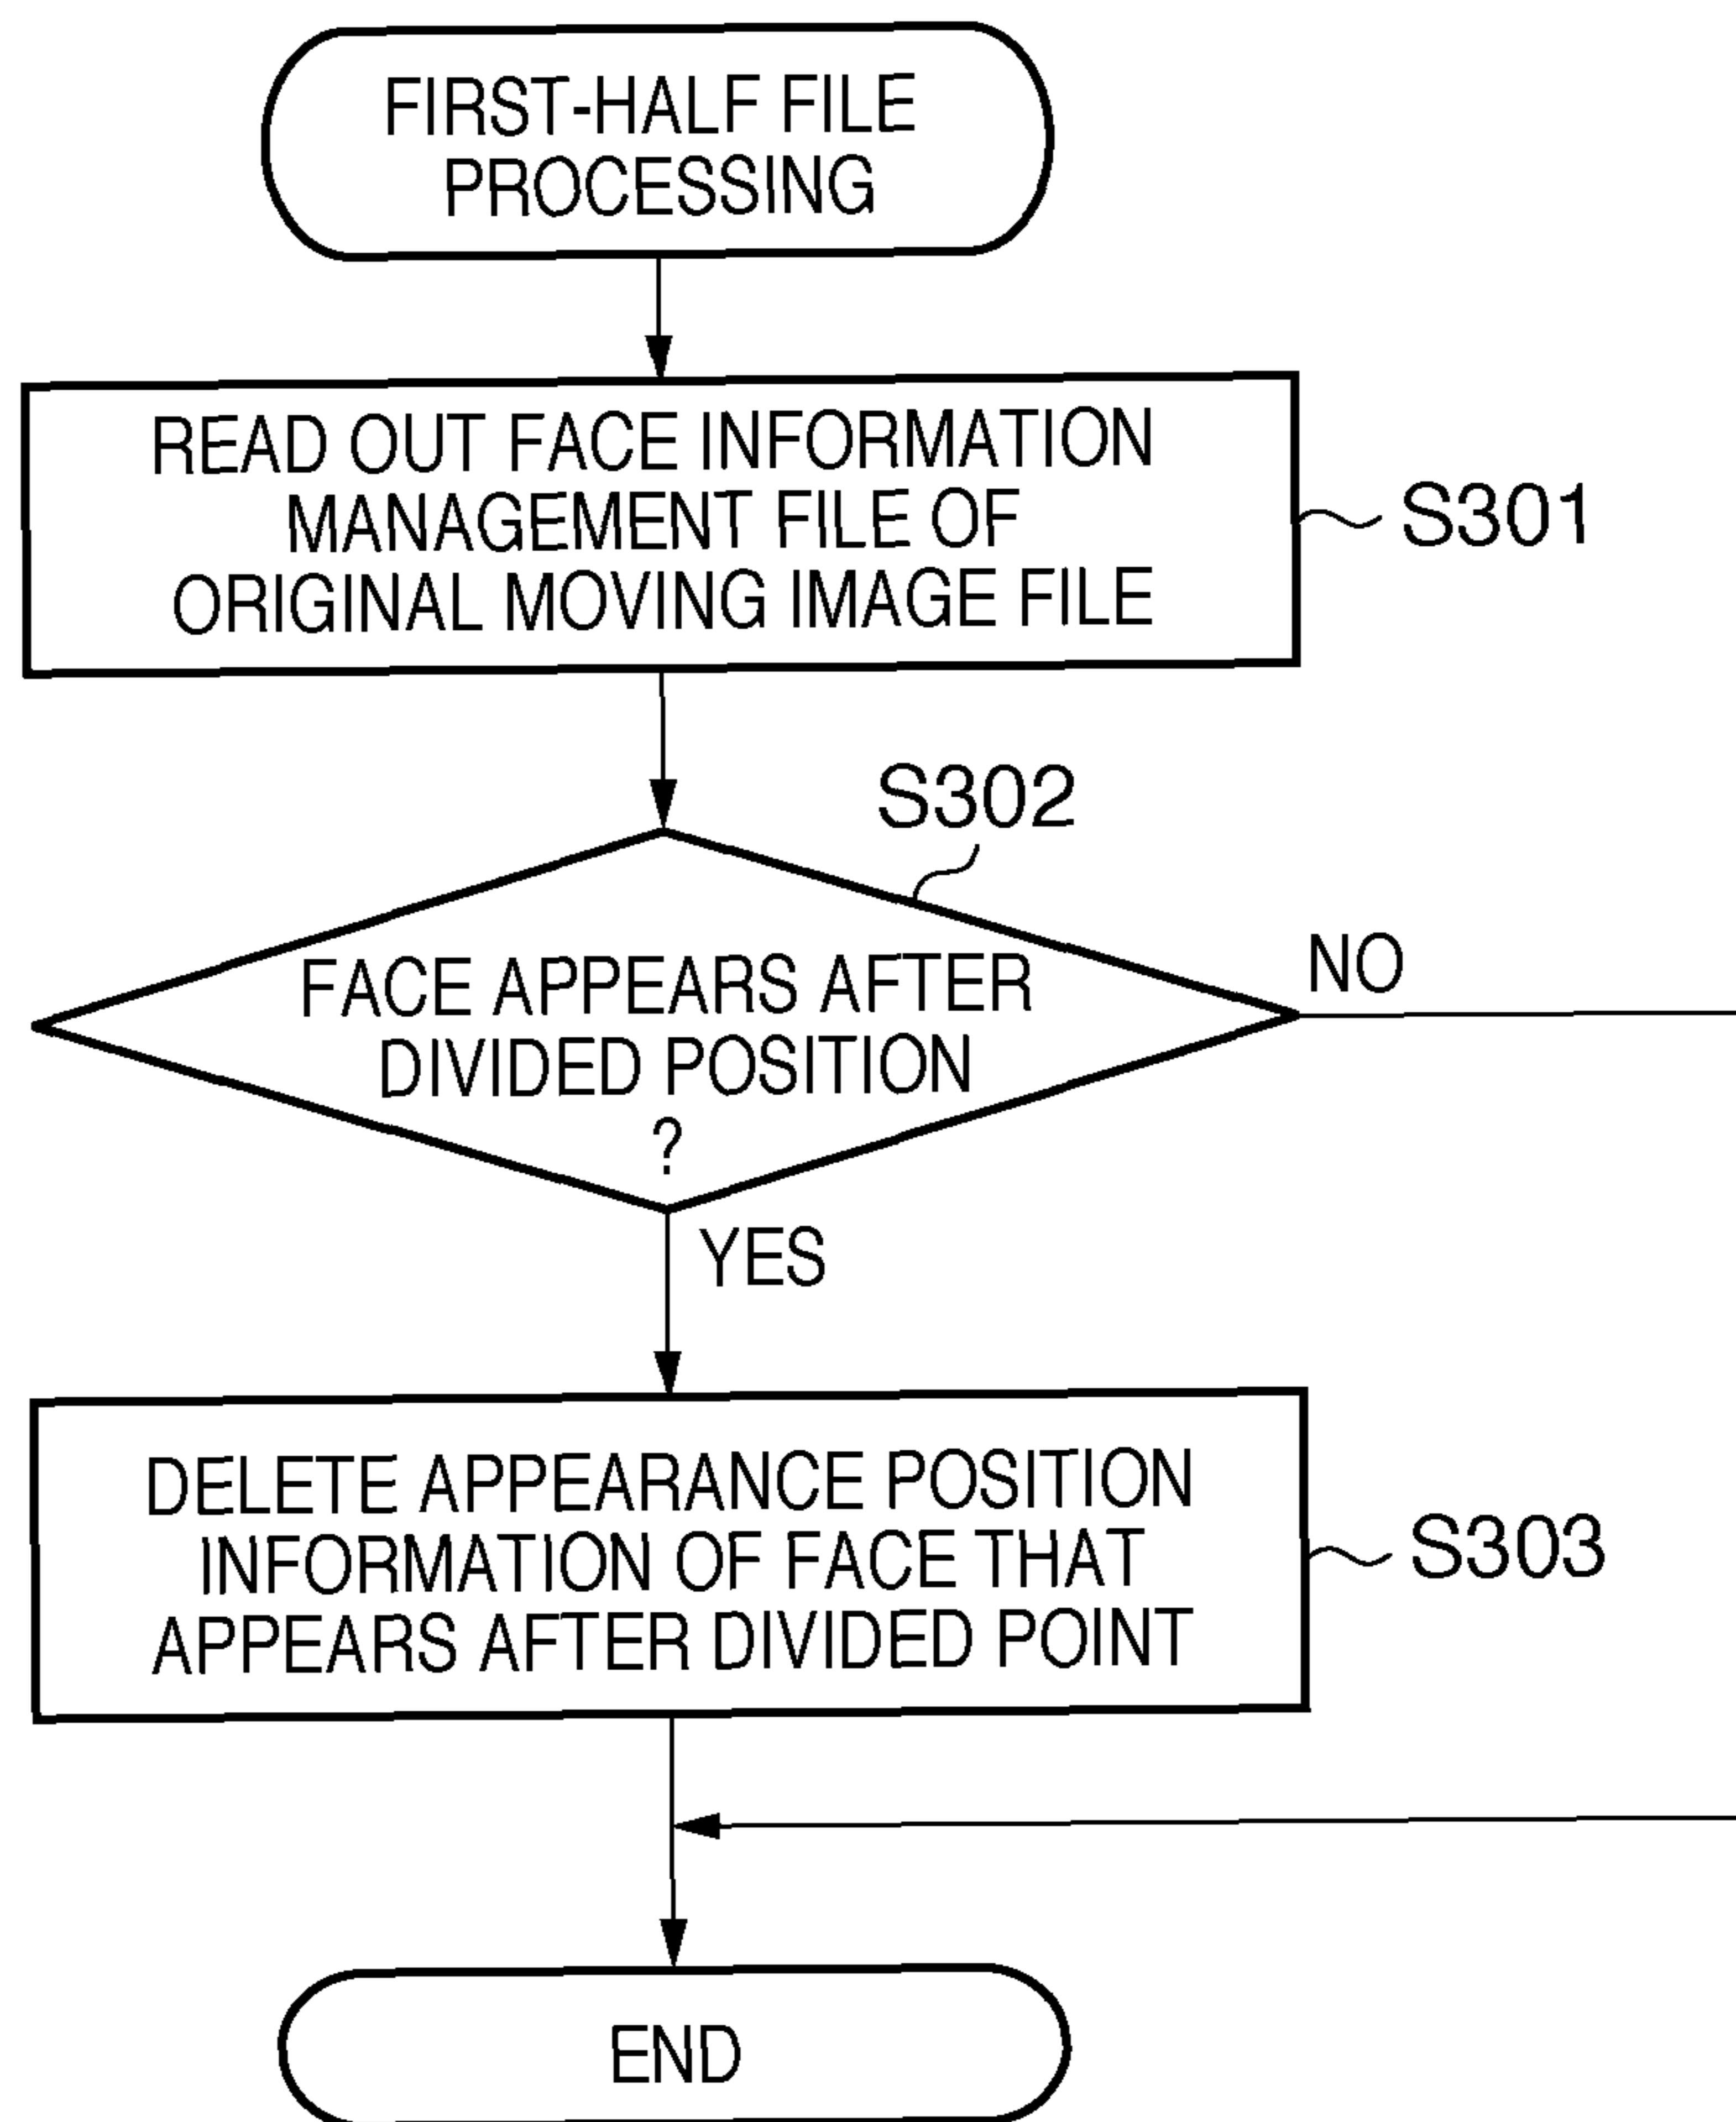 FIRST-HALF FILE
PROCESSING
READ OUT FACE INFORMATION
MANAGEMENT FILE OF
ORIGINAL MOVING IMAGE FILE
S301
S302
FACE APPEARS AFTER
DIVIDED POSITION
?
NO
YES
DELETE APPEARANCE POSITION
INFORMATION OF FACE THAT
APPEARS AFTER DIVIDED POINT
S303
END